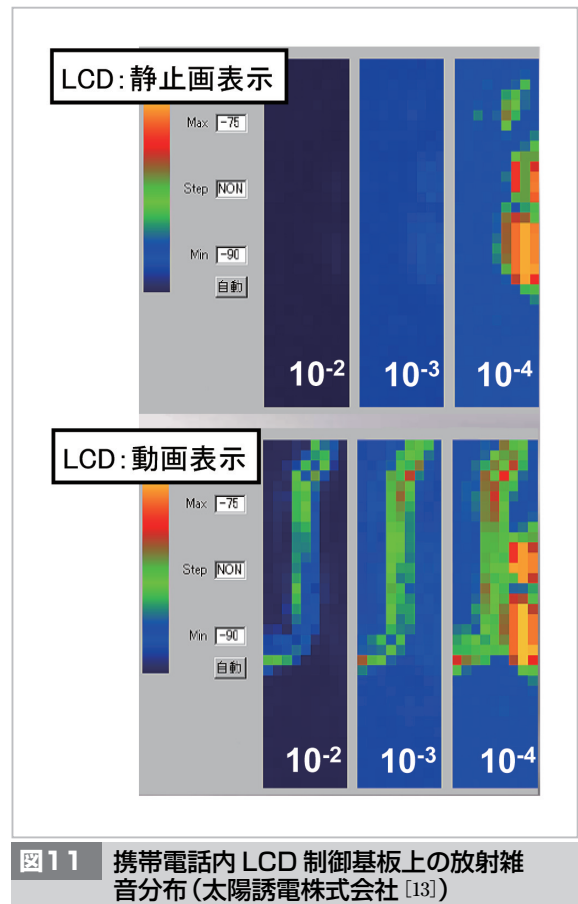 LCD:静止画表示
Max -75
Step NON
Min -90
自動
10-2 10-3 10-4
LCD:動画表示
Max -75
Step NON
Min -90
自動
10-2 10-3 10-4
図11 携帯電話内 LCD 制御基板上の放射雑
音分布(太陽誘電株式会社[13])